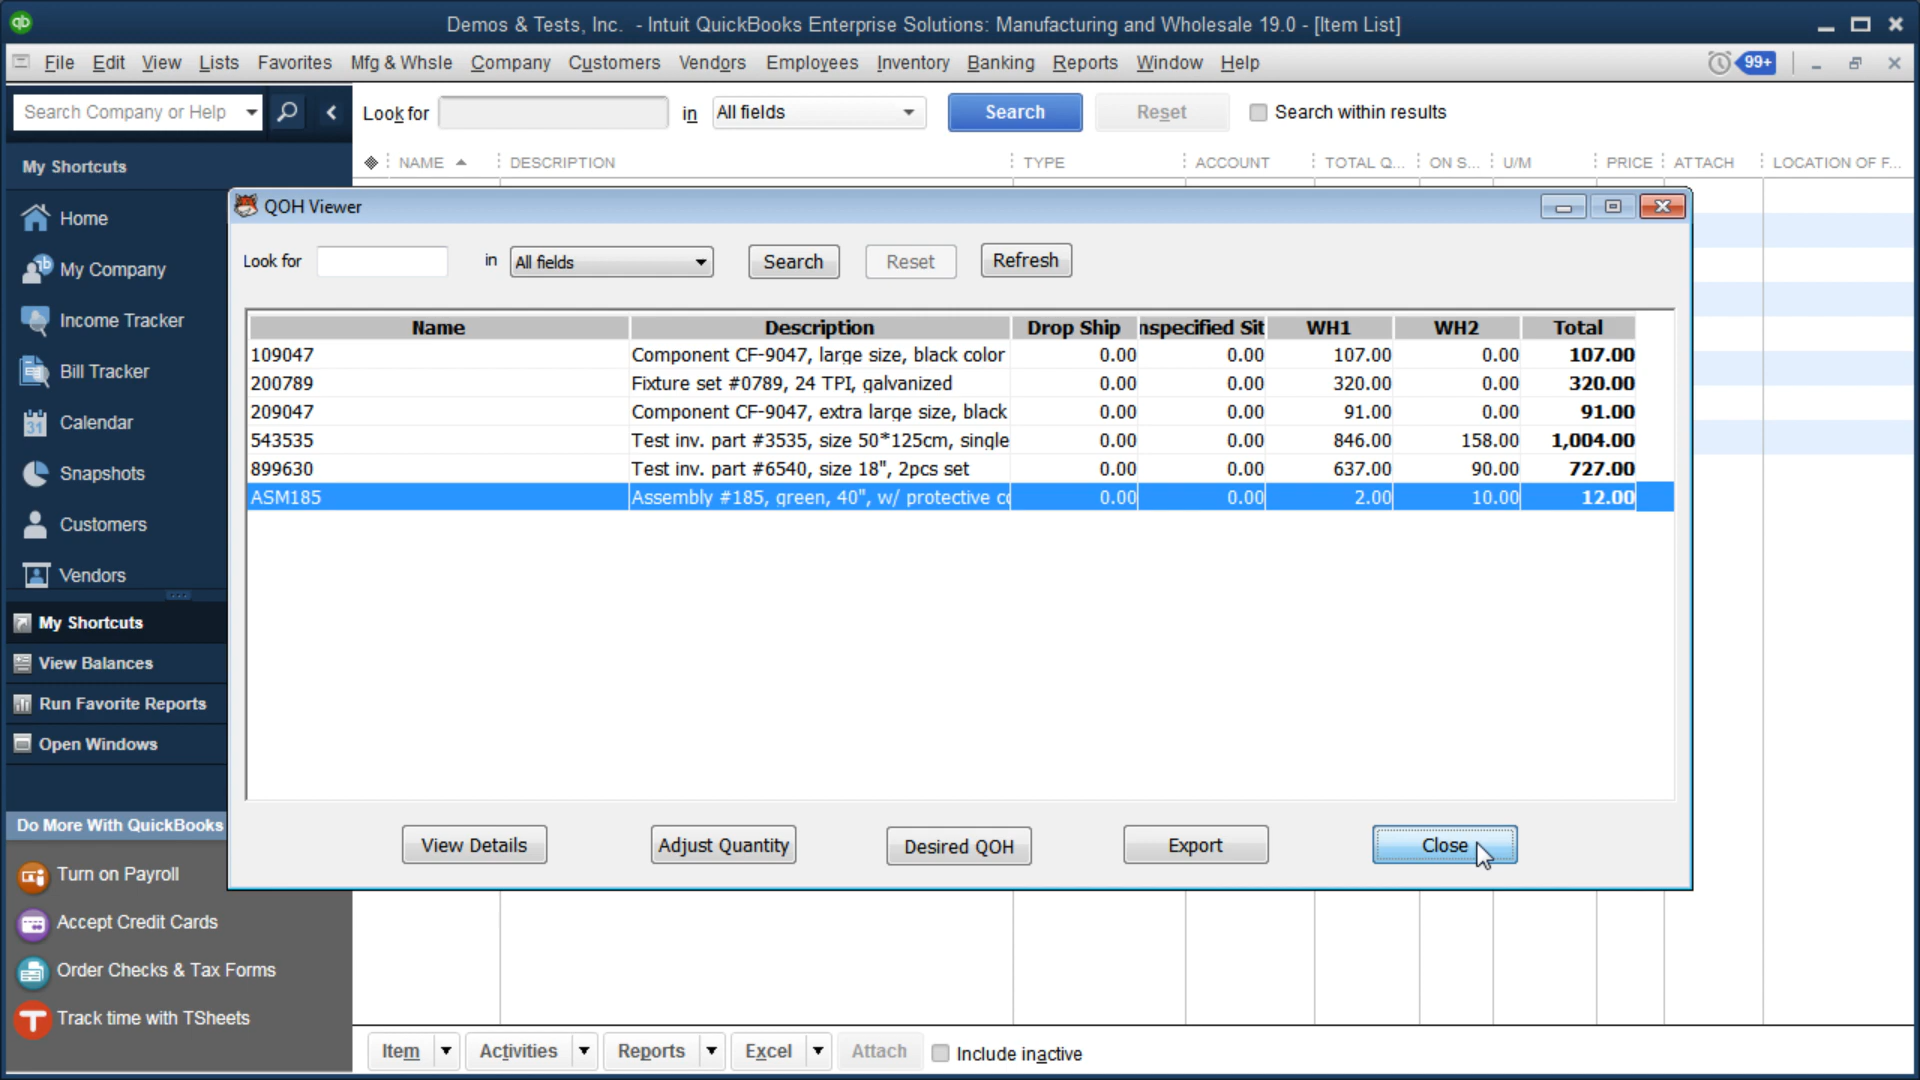 qb
Demos & Tests, Inc. - Intuit QuickBooks Enterprise Solutions: Manufacturing and Wholesale 19.0 - [Item List]
File Edit View Lists Favorites Mfg & Whsle Company Customers Vendors Employees Inventory Banking Reports Window Help 99+
Search Company or Help Look for in All fields Search Reset Search within results
My Shortcuts NAME DESCRIPTION TYPE ACCOUNT TOTAL Q... ON S... U/M PRICE ATTACH LOCATION OF F...
QOH Viewer
Home
Look for in All fields Search Reset Refresh
My Company
Income Tracker
Bill Tracker
Calendar
31
Snapshots
Customers
Vendors
Name Description Drop Ship nspecified Sit WH1 WH2 Total
109047 Component CF-9047, large size, black color 0.00 0.00 107.00 0.00 107.00
200789 Fixture set #0789, 24 TPI, galvanized 0.00 0.00 320.00 0.00 320.00
209047 Component CF-9047, extra large size, black 0.00 0.00 91.00 0.00 91.00
543535 Test inv. part #3535, size 50*125cm, single 0.00 0.00 846.00 158.00 1,004.00
899630 Test inv. part #6540, size 18", 2pcs set 0.00 0.00 637.00 90.00 727.00
ASM185 Assembly #185, green, 40", w/ protective co 0.00 0.00 2.00 10.00 12.00
My Shortcuts
View Balances
Run Favorite Reports
Open Windows
Do More With QuickBooks
View Details Adjust Quantity Desired QOH Export Close
Turn on Payroll
Accept Credit Cards
Order Checks & Tax Forms
Track time with TSheets
Item Activities Reports Excel Attach Include inactive